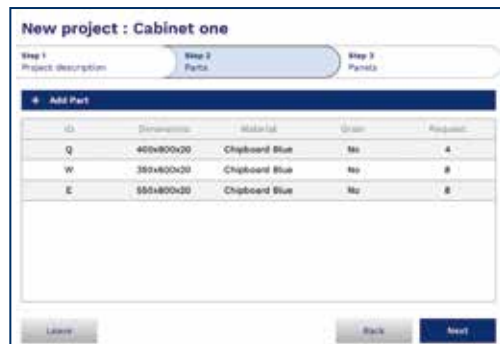 New project : Cabinet one
Step 1 Step 2 Step 3
Project description Parts Panels
+ Add Part
ID Dimensions Material Grain Request
Q 400x800x20 Chipboard Blue No 4
W 350x800x20 Chipboard Blue No 8
E 550x800x20 Chipboard Blue No 8
Leave Back Next